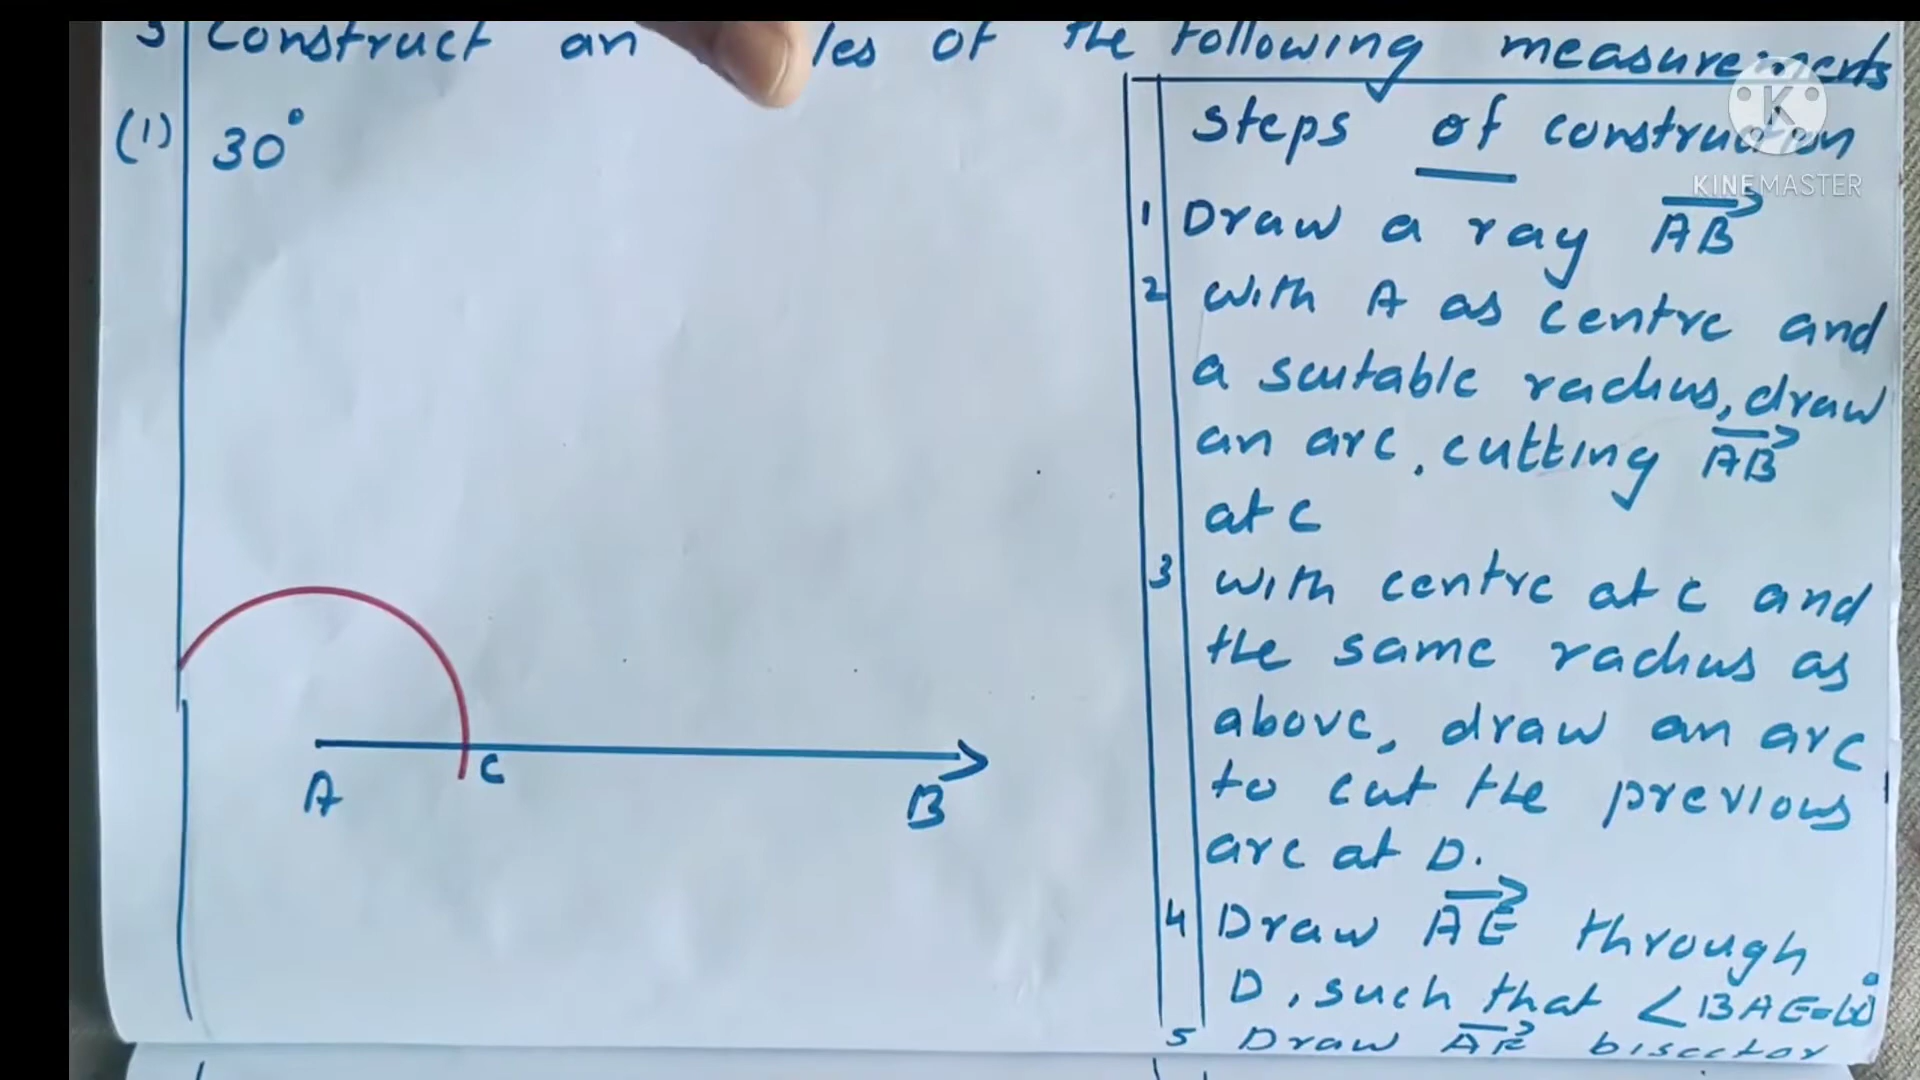 3 Construct an les of the following measurements
(1) 30°
steps of construction
KINEMASTER
1 Draw a ray AB
2 with A as centre and
a suitable radius, draw
an arc, cutting AB
at C
3 with centre at C and
the same radius as
above, draw an arc
to cut the previous
arc at D.
4 Draw AE through
D, such that ∠BAE=60°
5 Draw AF bisector
A C B